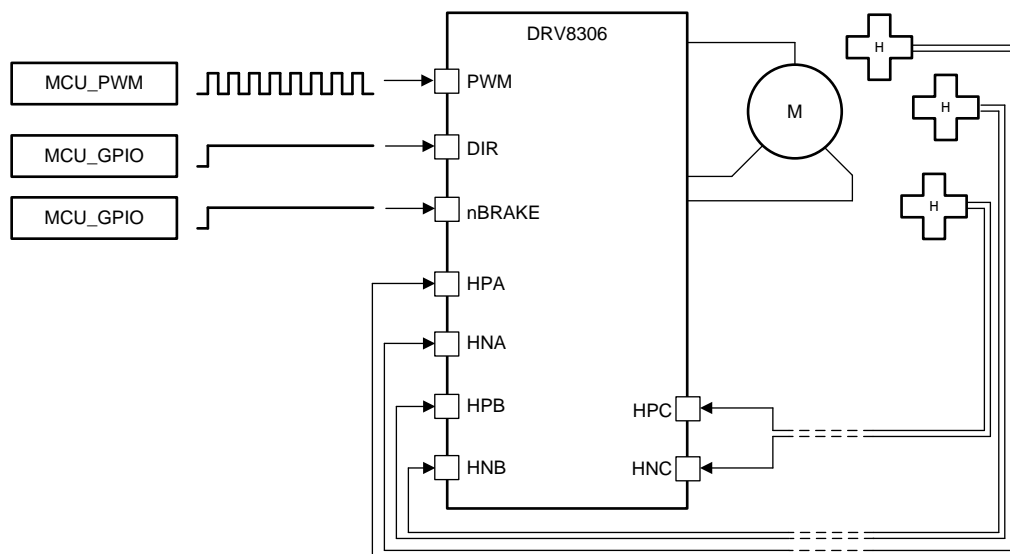 DRV8306
H
MCU_PWM
PWM
H
M
MCU_GPIO
DIR
H
MCU_GPIO
nBRAKE
HPA
HNA
HPB
HPC
HNB
HNC